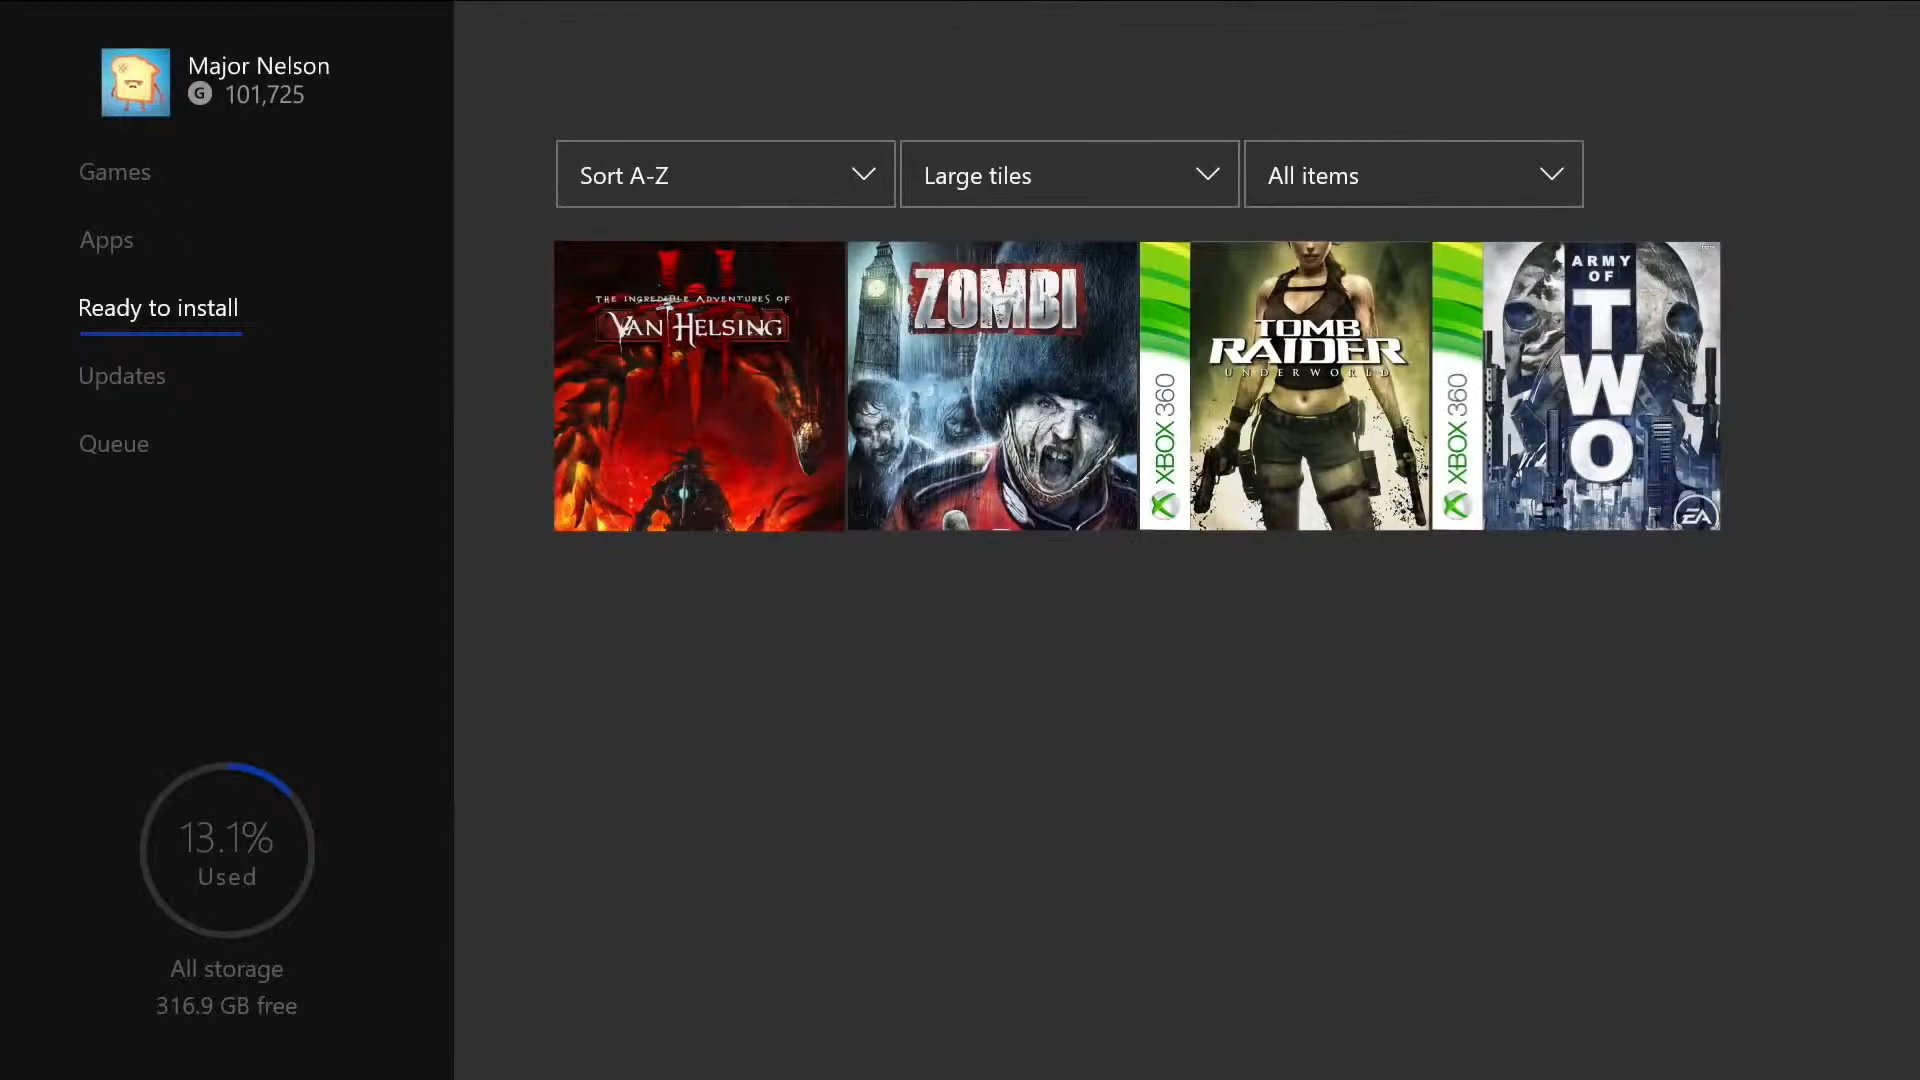 Major Nelson
G 101,725
Games
Apps
Ready to install
Updates
Queue
13.1%
Used
All storage
316.9 GB free
Sort A-Z
Large tiles
All items
THE INCREDIBLE ADVENTURES OF
VAN HELSING
ZOMBI
XBOX 360
TOMB
RAIDER
UNDERWORLD
XBOX 360
ARMY
OF
TWO
EA